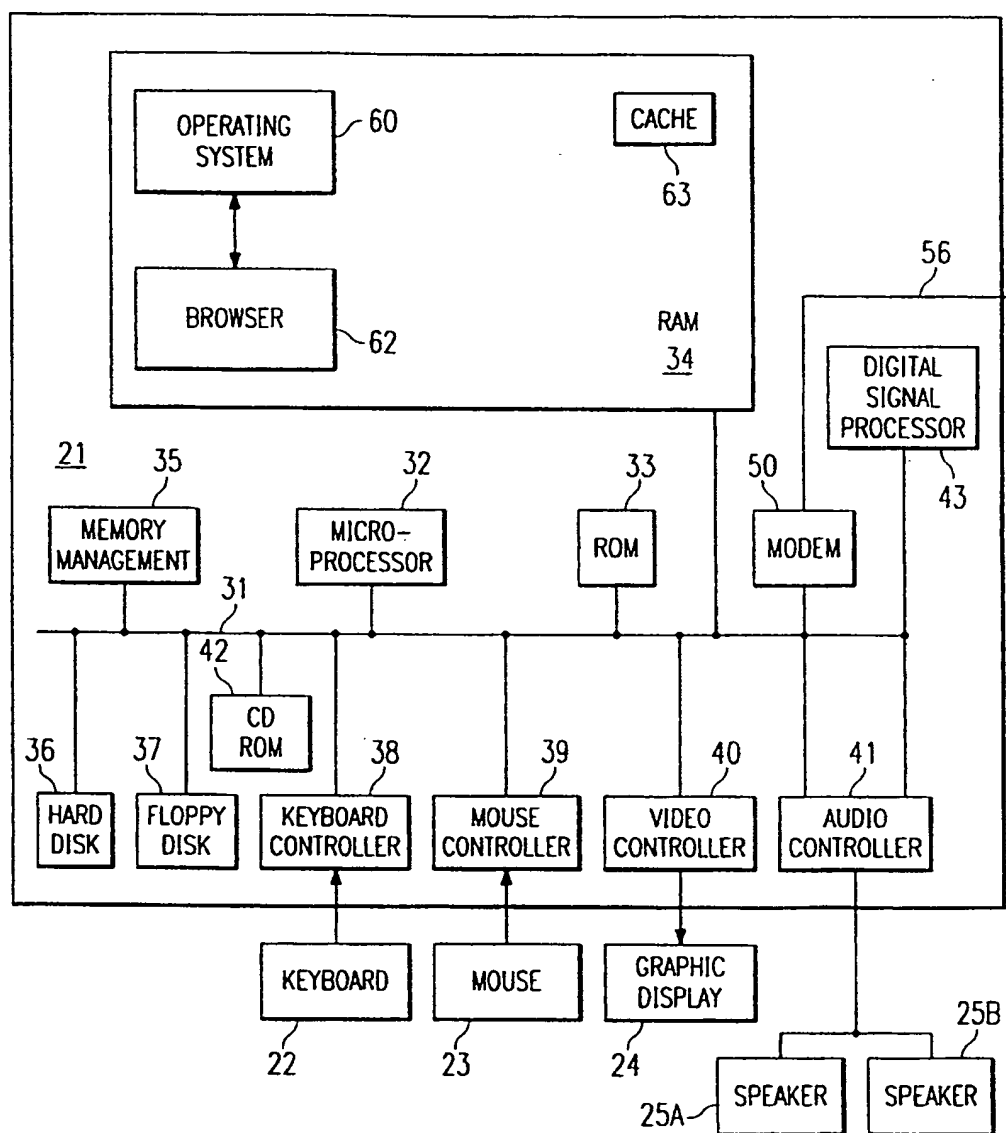 OPERATING
SYSTEM
60
CACHE
63
BROWSER
62
RAM
34
56
DIGITAL
SIGNAL
PROCESSOR
43
21
35
MEMORY
MANAGEMENT
32
MICRO-
PROCESSOR
33
ROM
50
MODEM
31
42
CD
ROM
36
HARD
DISK
37
FLOPPY
DISK
38
KEYBOARD
CONTROLLER
39
MOUSE
CONTROLLER
40
VIDEO
CONTROLLER
41
AUDIO
CONTROLLER
KEYBOARD
22
MOUSE
23
GRAPHIC
DISPLAY
24
25A
SPEAKER
25B
SPEAKER